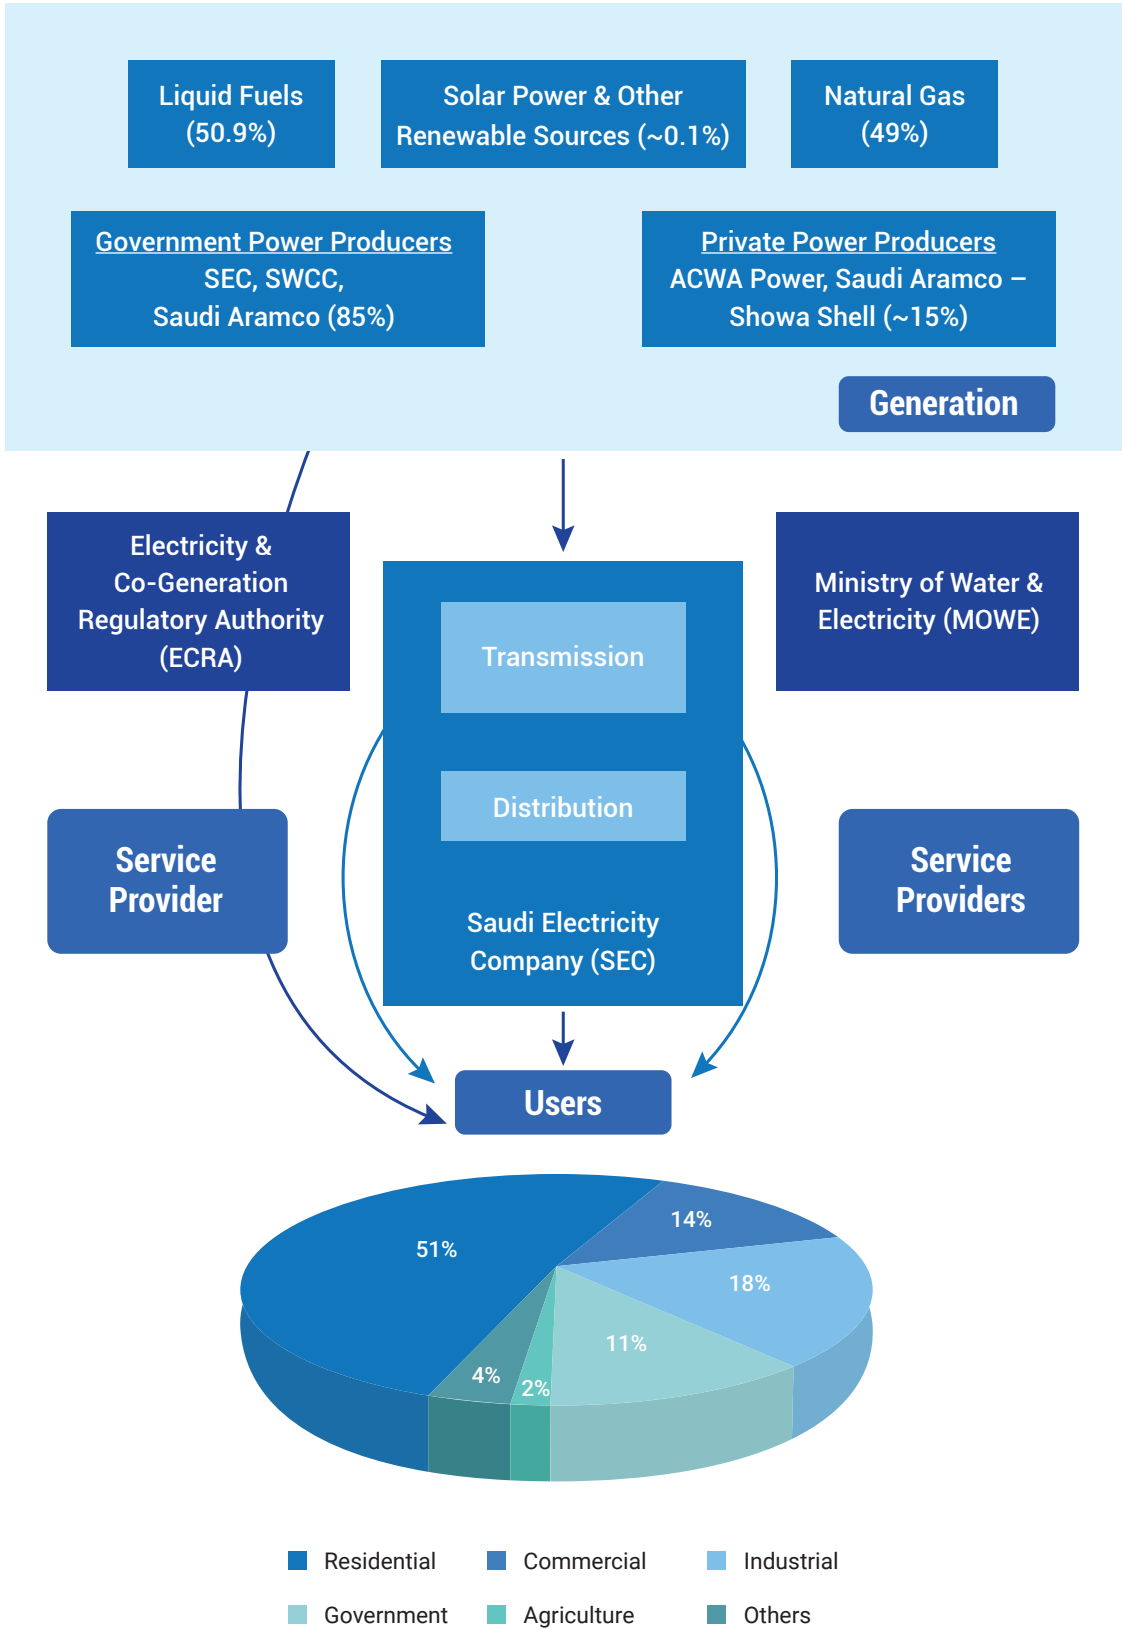 Liquid Fuels
(50.9%)
Solar Power & Other
Renewable Sources (~0.1%)
Natural Gas
(49%)
Government Power Producers
SEC, SWCC,
Saudi Aramco (85%)
Private Power Producers
ACWA Power, Saudi Aramco –
Showa Shell (~15%)
Generation
Electricity &
Co-Generation
Regulatory Authority
(ECRA)
Ministry of Water &
Electricity (MOWE)
Transmission
Distribution
Saudi Electricity
Company (SEC)
Service
Provider
Service
Providers
Users
51%
14%
18%
11%
2%
4%
Residential
Commercial
Industrial
Government
Agriculture
Others